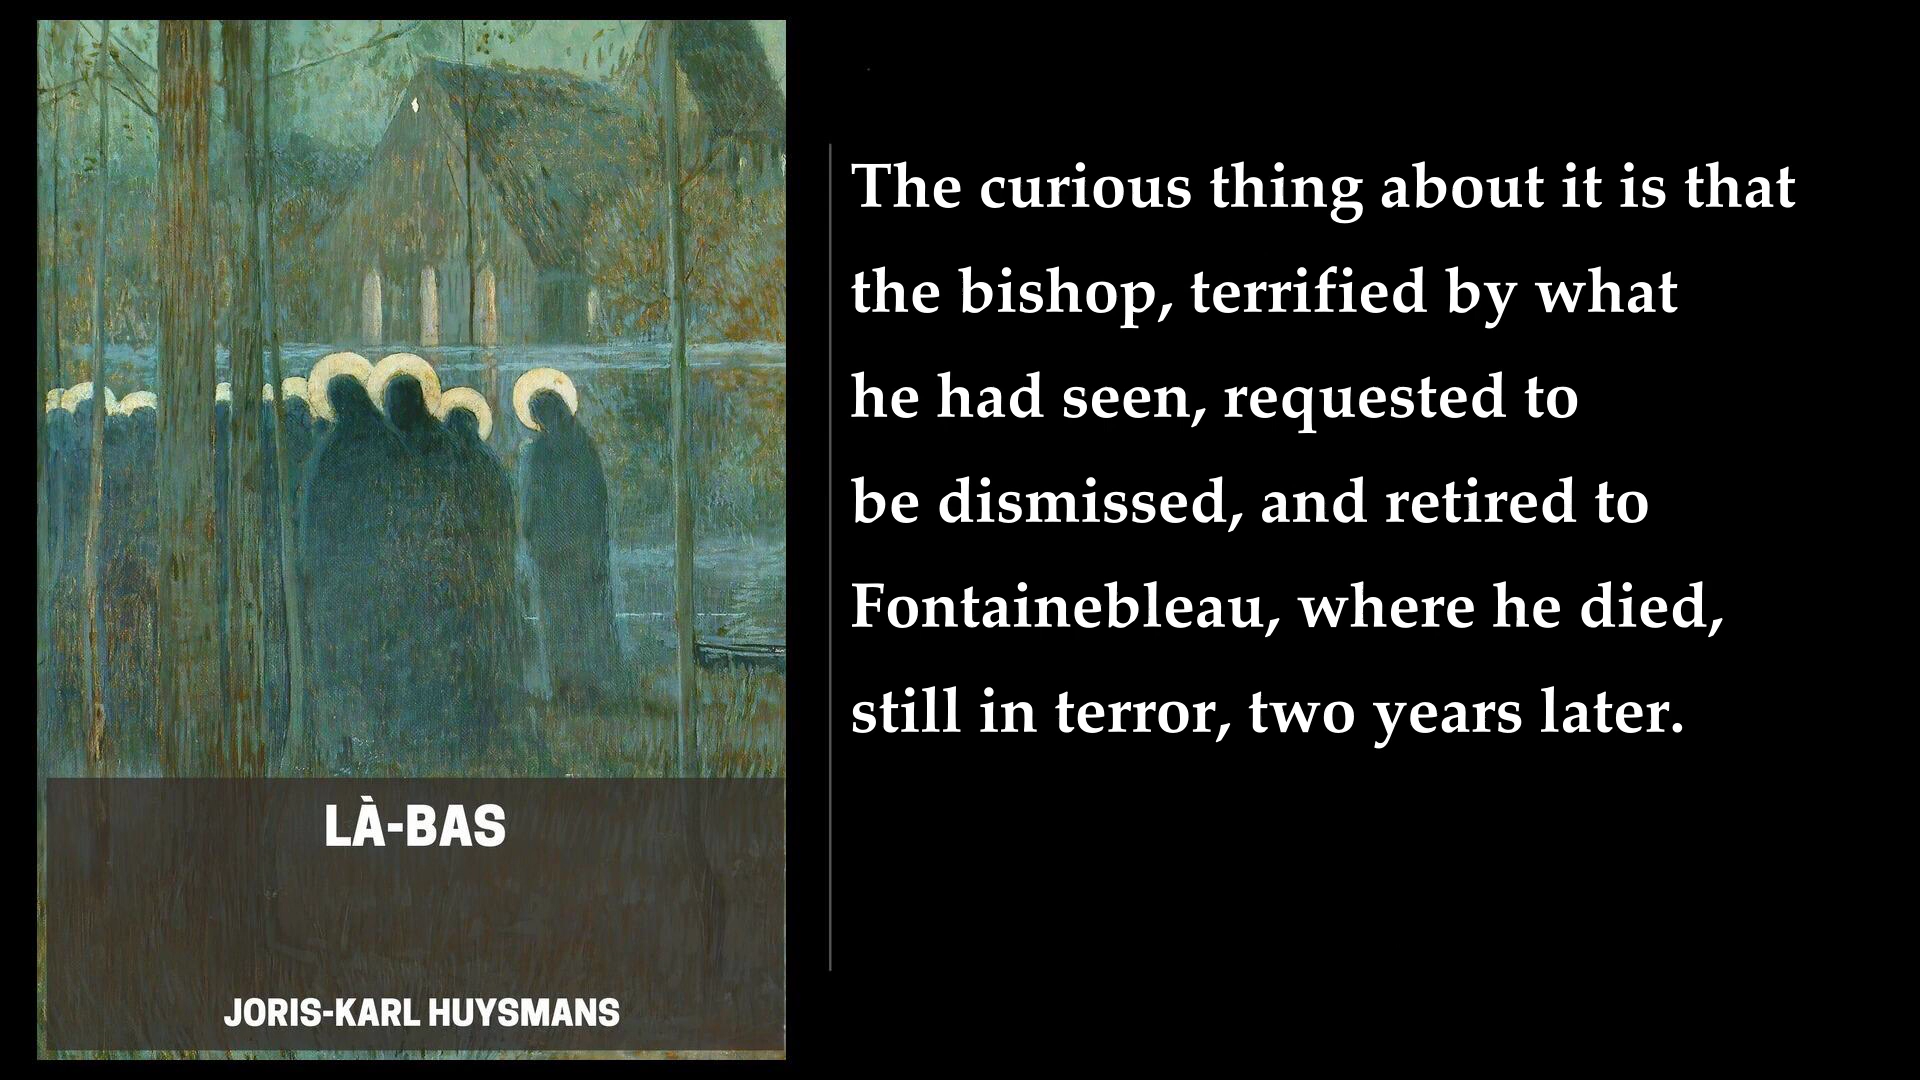 LÀ-BAS
JORIS-KARL HUYSMANS
The curious thing about it is that
the bishop, terrified by what
he had seen, requested to
be dismissed, and retired to
Fontainebleau, where he died,
still in terror, two years later.